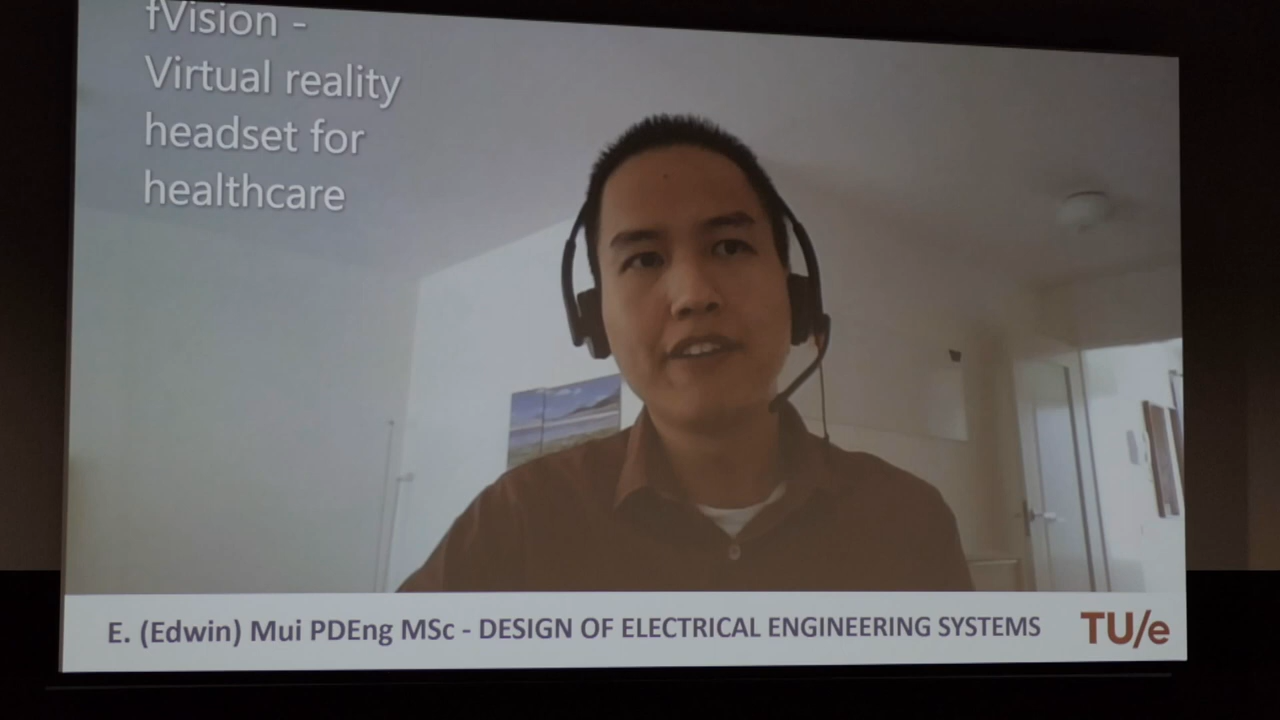 fVision -
Virtual reality
headset for
healthcare
E. (Edwin) Mui PDEng MSc - DESIGN OF ELECTRICAL ENGINEERING SYSTEMS TU/e